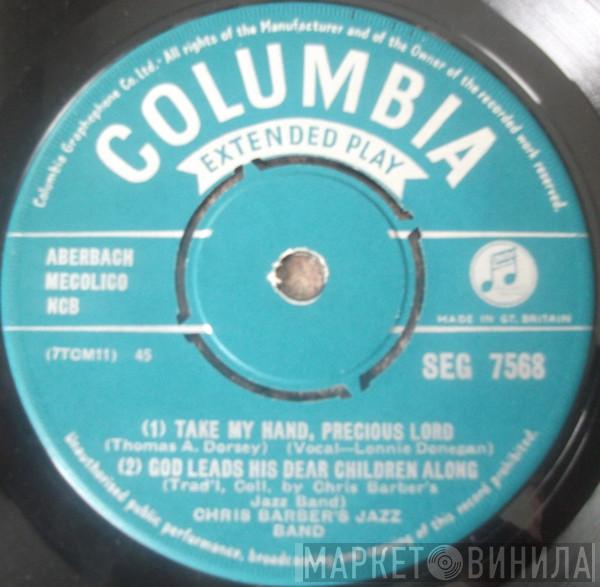 Columbia Graphophone Co. Ltd.· All rights of the Manufacturer and of the Owner of the recorded work reserved.
COLUMBIA
EXTENDED PLAY
ABERBACH
MECOLICO
NCB
MADE IN GT. BRITAIN
(7TCM11) 45
SEG 7568
(1) TAKE MY HAND, PRECIOUS LORD
(Thomas A. Dorsey) (Vocal—Lonnie Donegan)
(2) GOD LEADS HIS DEAR CHILDREN ALONG
(Trad'l, Coll. by Chris Barber's
Jazz Band)
CHRIS BARBER'S JAZZ
BAND
Unauthorised public performance, broadcasting of this record prohibited.
МАРКЕТ ВИНИЛА